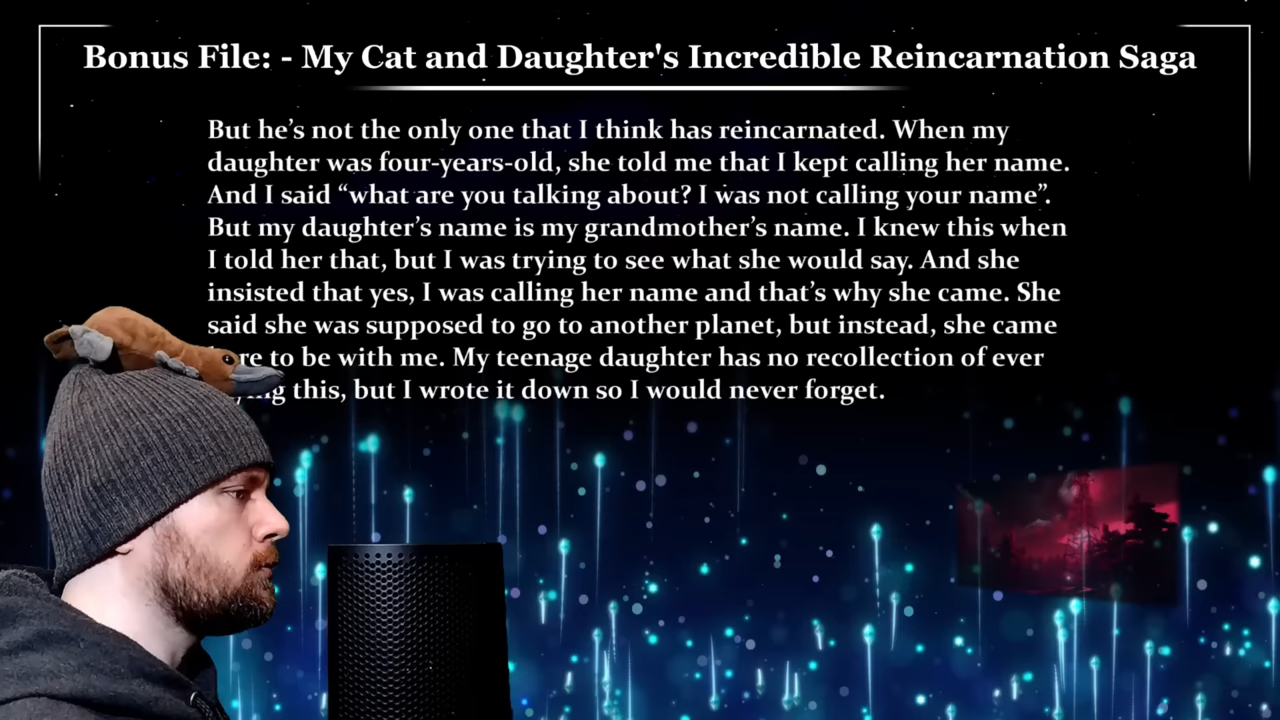 Bonus File: - My Cat and Daughter's Incredible Reincarnation Saga
But he’s not the only one that I think has reincarnated. When my
daughter was four-years-old, she told me that I kept calling her name.
And I said “what are you talking about? I was not calling your name”.
But my daughter’s name is my grandmother’s name. I knew this when
I told her that, but I was trying to see what she would say. And she
insisted that yes, I was calling her name and that’s why she came. She
said she was supposed to go to another planet, but instead, she came
to be with me. My teenage daughter has no recollection of ever
this, but I wrote it down so I would never forget.